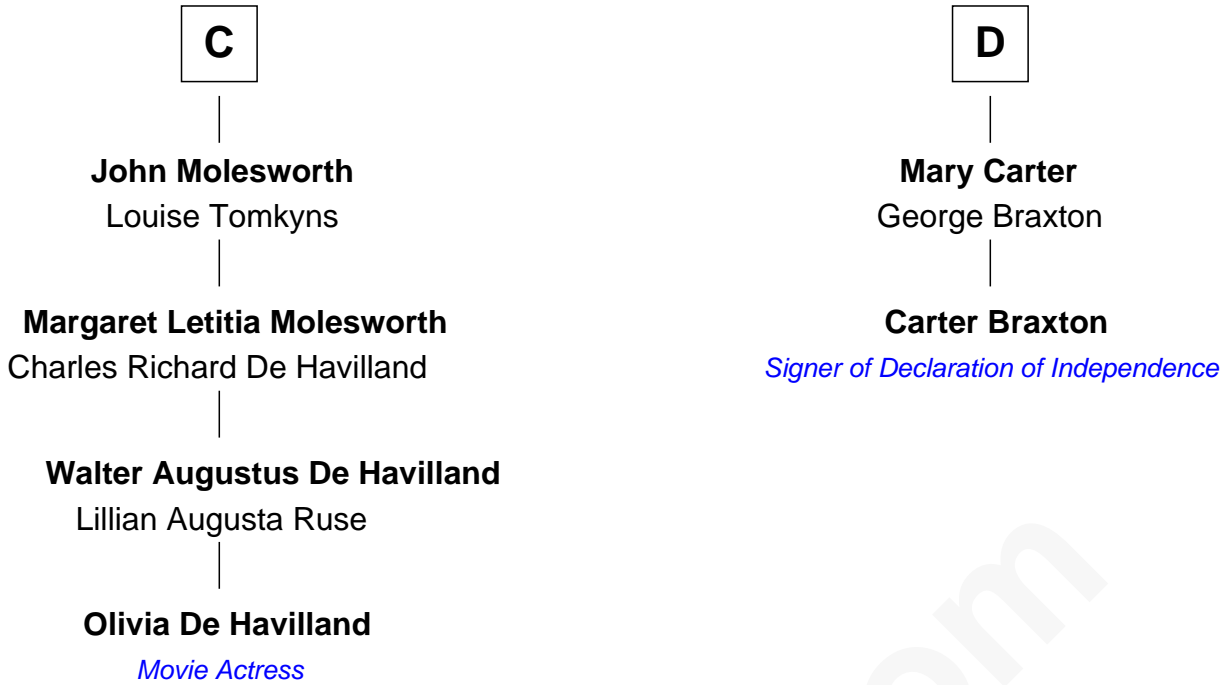 C
John Molesworth
Louise Tomkyns
Margaret Letitia Molesworth
Charles Richard De Havilland
Walter Augustus De Havilland
Lillian Augusta Ruse
Olivia De Havilland
Movie Actress
D
Mary Carter
George Braxton
Carter Braxton
Signer of Declaration of Independence
om